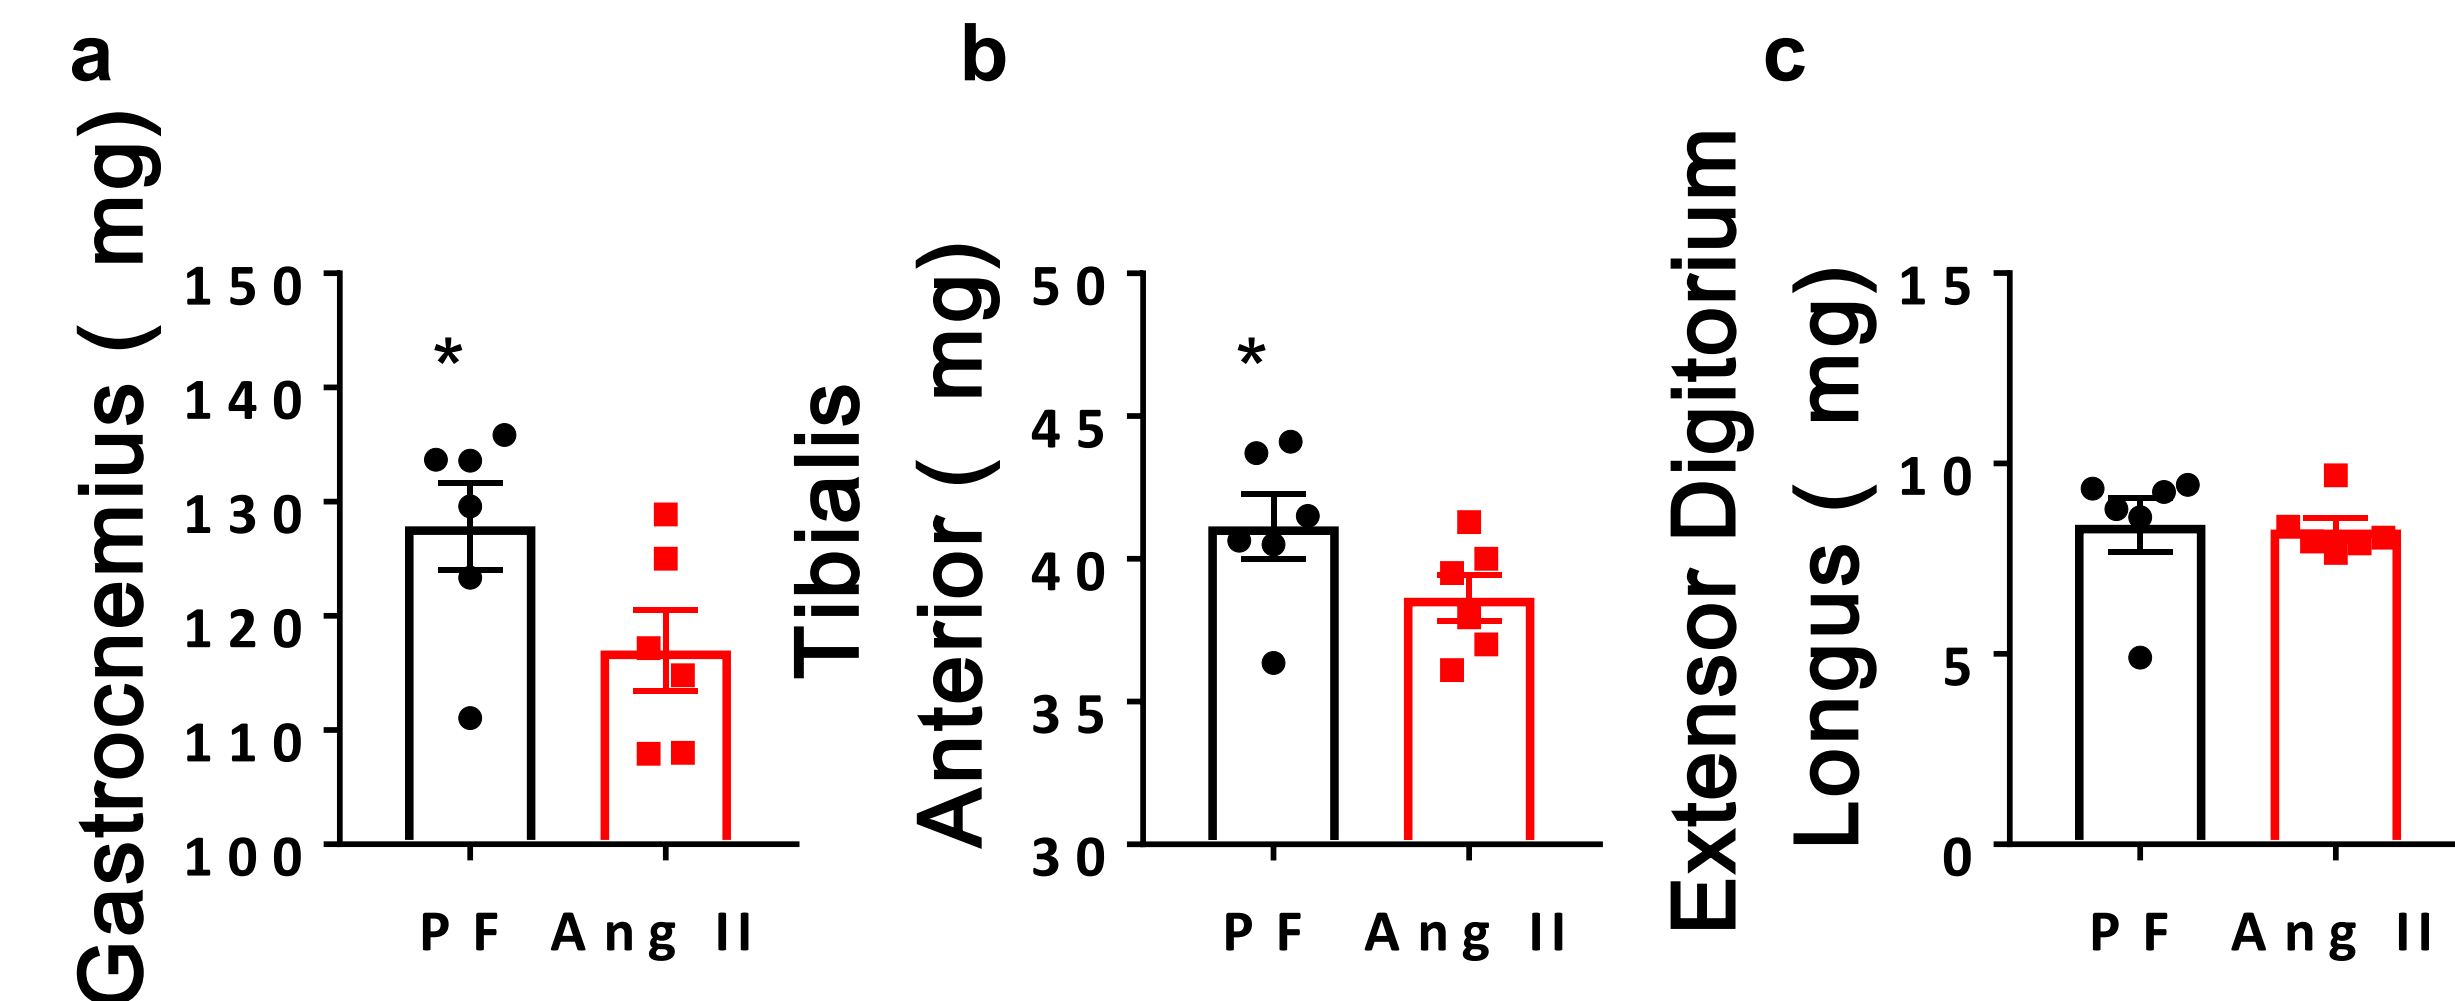 a
Gastrocnemius ( mg)
150
140
130
120
110
100
*
PF
Ang II
b
Tibialis
Anterior ( mg)
50
45
40
35
30
*
PF
Ang II
c
Extensor Digitorium
Longus ( mg)
15
10
5
0
PF
Ang II